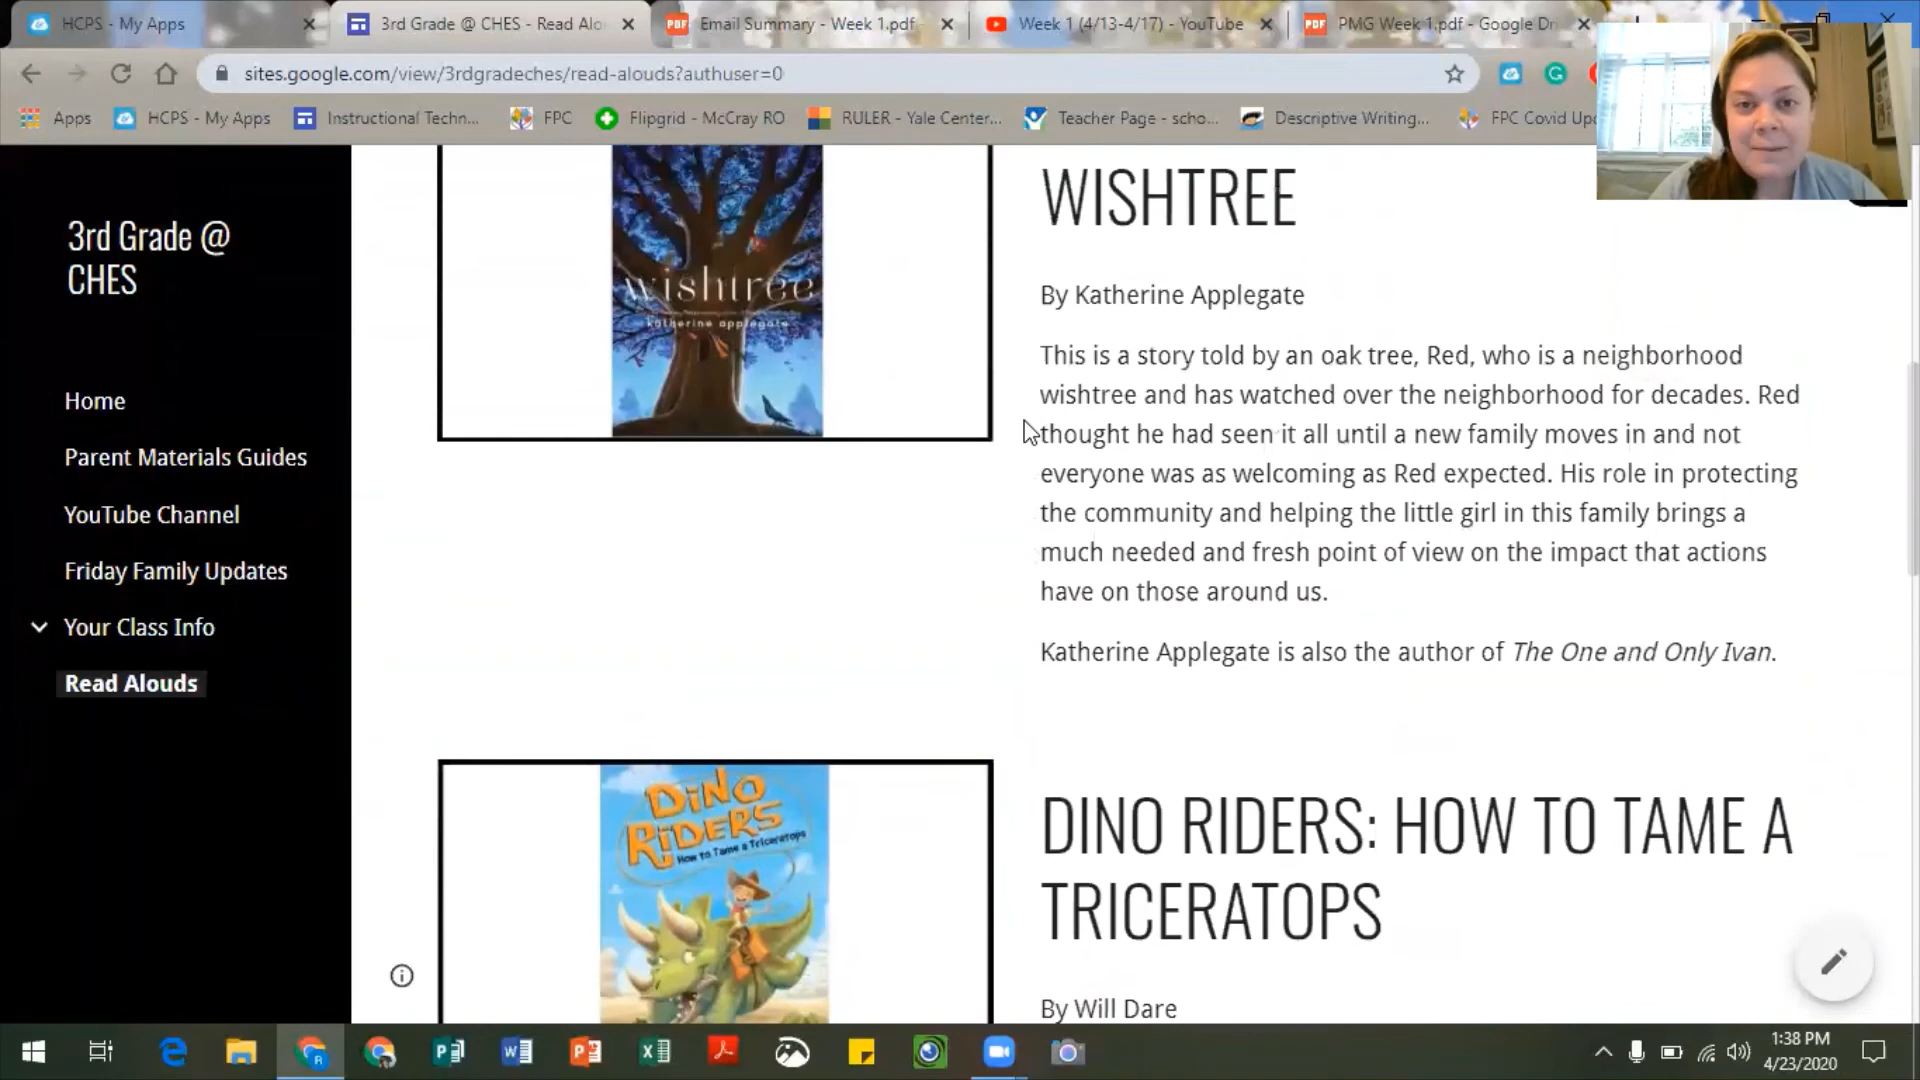 HCPS - My Apps
3rd Grade @ CHES - Read Alo
PDF
Email Summary - Week 1.pdf
Week 1 (4/13-4/17) - YouTube
PDF
PMG Week 1.pdf - Google Dri
sites.google.com/view/3rdgradeches/read-alouds?authuser=0
Apps
HCPS - My Apps
Instructional Techn...
FPC
Flipgrid - McCray RO
RULER - Yale Center...
Teacher Page - scho...
Descriptive Writing...
FPC Covid Up
3rd Grade @
CHES
Home
Parent Materials Guides
YouTube Channel
Friday Family Updates
Your Class Info
Read Alouds
wishtree
katherine applegate
WISHTREE
By Katherine Applegate
This is a story told by an oak tree, Red, who is a neighborhood
wishtree and has watched over the neighborhood for decades. Red
thought he had seen it all until a new family moves in and not
everyone was as welcoming as Red expected. His role in protecting
the community and helping the little girl in this family brings a
much needed and fresh point of view on the impact that actions
have on those around us.
Katherine Applegate is also the author of The One and Only Ivan.
DINO
RIDERS
How to Tame a Triceratops
DINO RIDERS: HOW TO TAME A
TRICERATOPS
By Will Dare
1:38 PM
4/23/2020